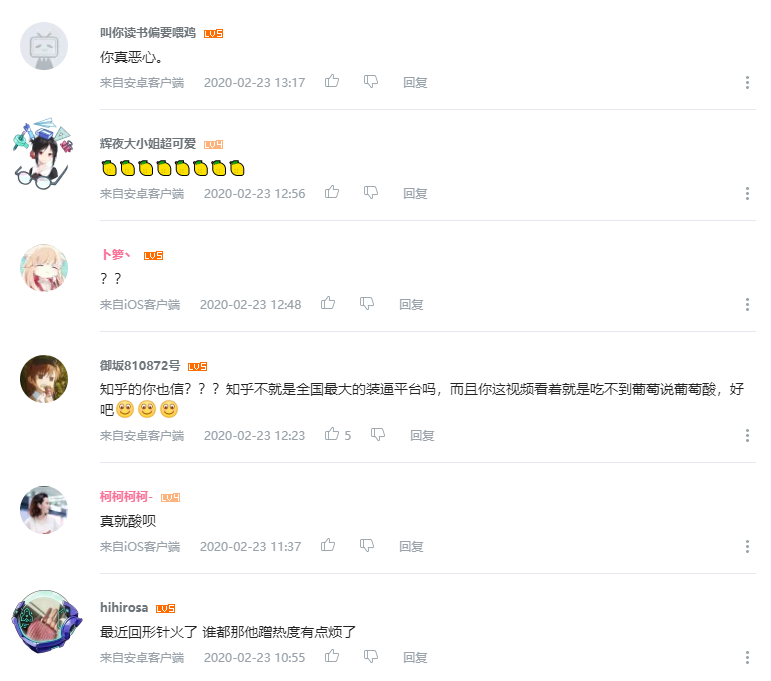 叫你读书偏要喂鸡 LV5
你真恶心。
来自安卓客户端 2020-02-23 13:17 回复
辉夜大小姐超可爱 LV4
来自安卓客户端 2020-02-23 12:56 回复
卜箩丶 LV5
？？
来自iOS客户端 2020-02-23 12:48 回复
御坂810872号 LV5
知乎的你也信？？？知乎不就是全国最大的装逼平台吗，而且你这视频看着就是吃不到葡萄说葡萄酸，好
吧
来自安卓客户端 2020-02-23 12:23 5 回复
柯柯柯柯- LV4
真就酸呗
来自iOS客户端 2020-02-23 11:37 回复
hihirosa LV5
最近回形针火了 谁都那他蹭热度有点烦了
来自安卓客户端 2020-02-23 10:55 回复